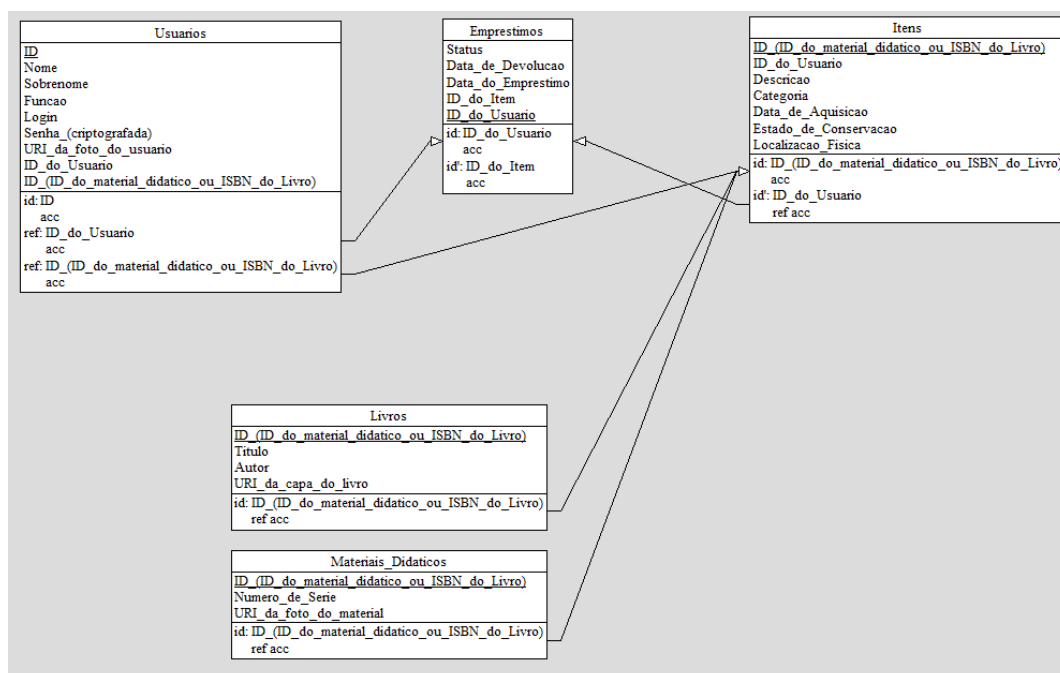 Usuarios
ID
Nome
Sobrenome
Funcao
Login
Senha_(criptografada)
URI_da_foto_do_usuario
ID_do_Usuario
ID_(ID_do_material_didatico_ou_ISBN_do_Livro)
id: ID
acc
ref: ID_do_Usuario
acc
ref: ID_(ID_do_material_didatico_ou_ISBN_do_Livro)
acc
Emprestimos
Status
Data_de_Devolucao
Data_do_Emprestimo
ID_do_Item
ID_do_Usuario
id: ID_do_Usuario
acc
id': ID_do_Item
acc
Itens
ID_(ID_do_material_didatico_ou_ISBN_do_Livro)
ID_do_Usuario
Descricao
Categoria
Data_de_Aquisicao
Estado_de_Conservacao
Localizacao_Fisica
id: ID_(ID_do_material_didatico_ou_ISBN_do_Livro)
acc
id': ID_do_Usuario
ref acc
Livros
ID_(ID_do_material_didatico_ou_ISBN_do_Livro)
Titulo
Autor
URI_da_capa_do_livro
id: ID_(ID_do_material_didatico_ou_ISBN_do_Livro)
ref acc
Materiais_Didaticos
ID_(ID_do_material_didatico_ou_ISBN_do_Livro)
Numero_de_Serie
URI_da_foto_do_material
id: ID_(ID_do_material_didatico_ou_ISBN_do_Livro)
ref acc